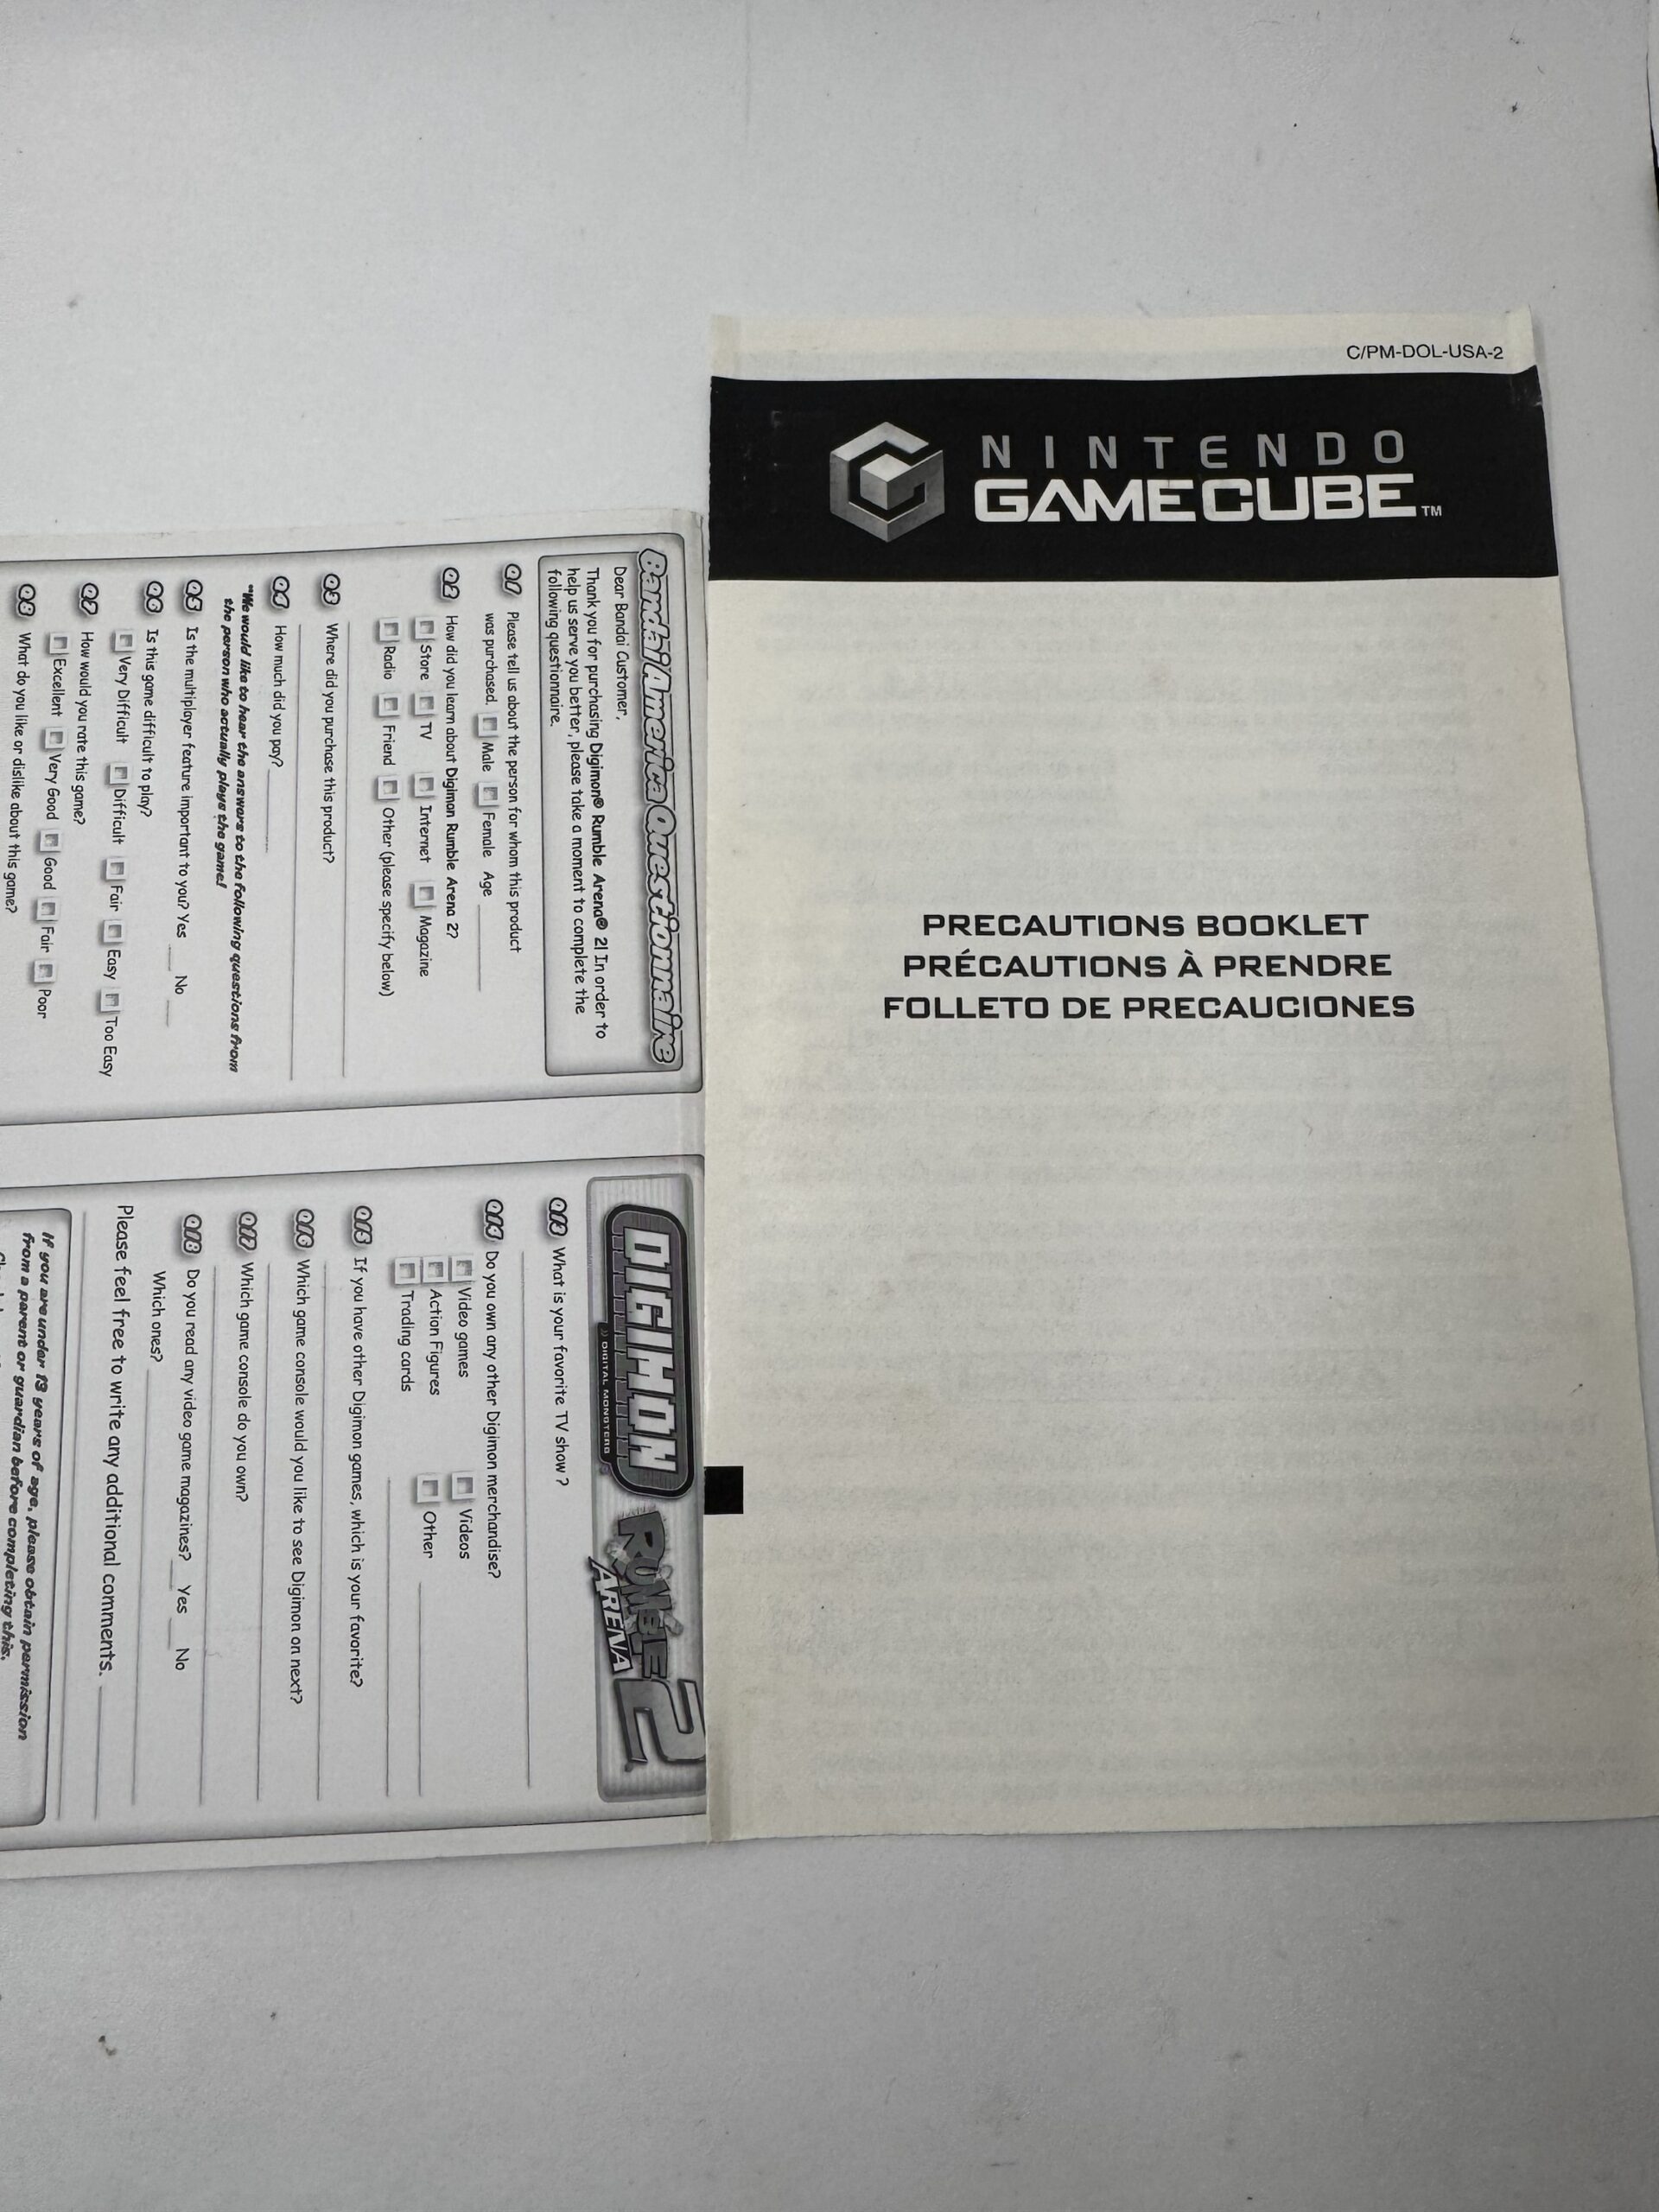 C/PM-DOL-USA-2
NINTENDO
GAMECUBE™
PRECAUTIONS BOOKLET
PRÉCAUTIONS À PRENDRE
FOLLETO DE PRECAUCIONES
Bandai America Questionnaire
Dear Bandai Customer,
Thank you for purchasing Digimon® Rumble Arena® 2! In order to
help us serve you better, please take a moment to complete the
following questionnaire.
Q1 Please tell us about the person for whom this product
was purchased. Male Female Age
Q2 How did you learn about Digimon Rumble Arena 2?
Store TV Internet Magazine
Radio Friend Other (please specify below)
Q3 Where did you purchase this product?
Q4 How much did you pay?
"We would like to hear the answers to the following questions from
the person who actually plays the game!
Q5 Is the multiplayer feature important to you? Yes No
Q6 Is this game difficult to play?
Very Difficult Difficult Fair Easy Too Easy
Q7 How would you rate this game?
Excellent Very Good Good Fair Poor
Q8 What do you like or dislike about this game?
DIGIMON
DIGITAL MONSTERS
RUMBLE
ARENA 2
Q13 What is your favorite TV show?
Q14 Do you own any other Digimon merchandise?
Video games Videos
Action Figures Other
Trading cards
Q15 If you have other Digimon games, which is your favorite?
Q16 Which game console would you like to see Digimon on next?
Q17 Which game console do you own?
Q18 Do you read any video game magazines? Yes No
Which ones?
Please feel free to write any additional comments.
If you are under 13 years of age, please obtain permission
from a parent or guardian before completing this.